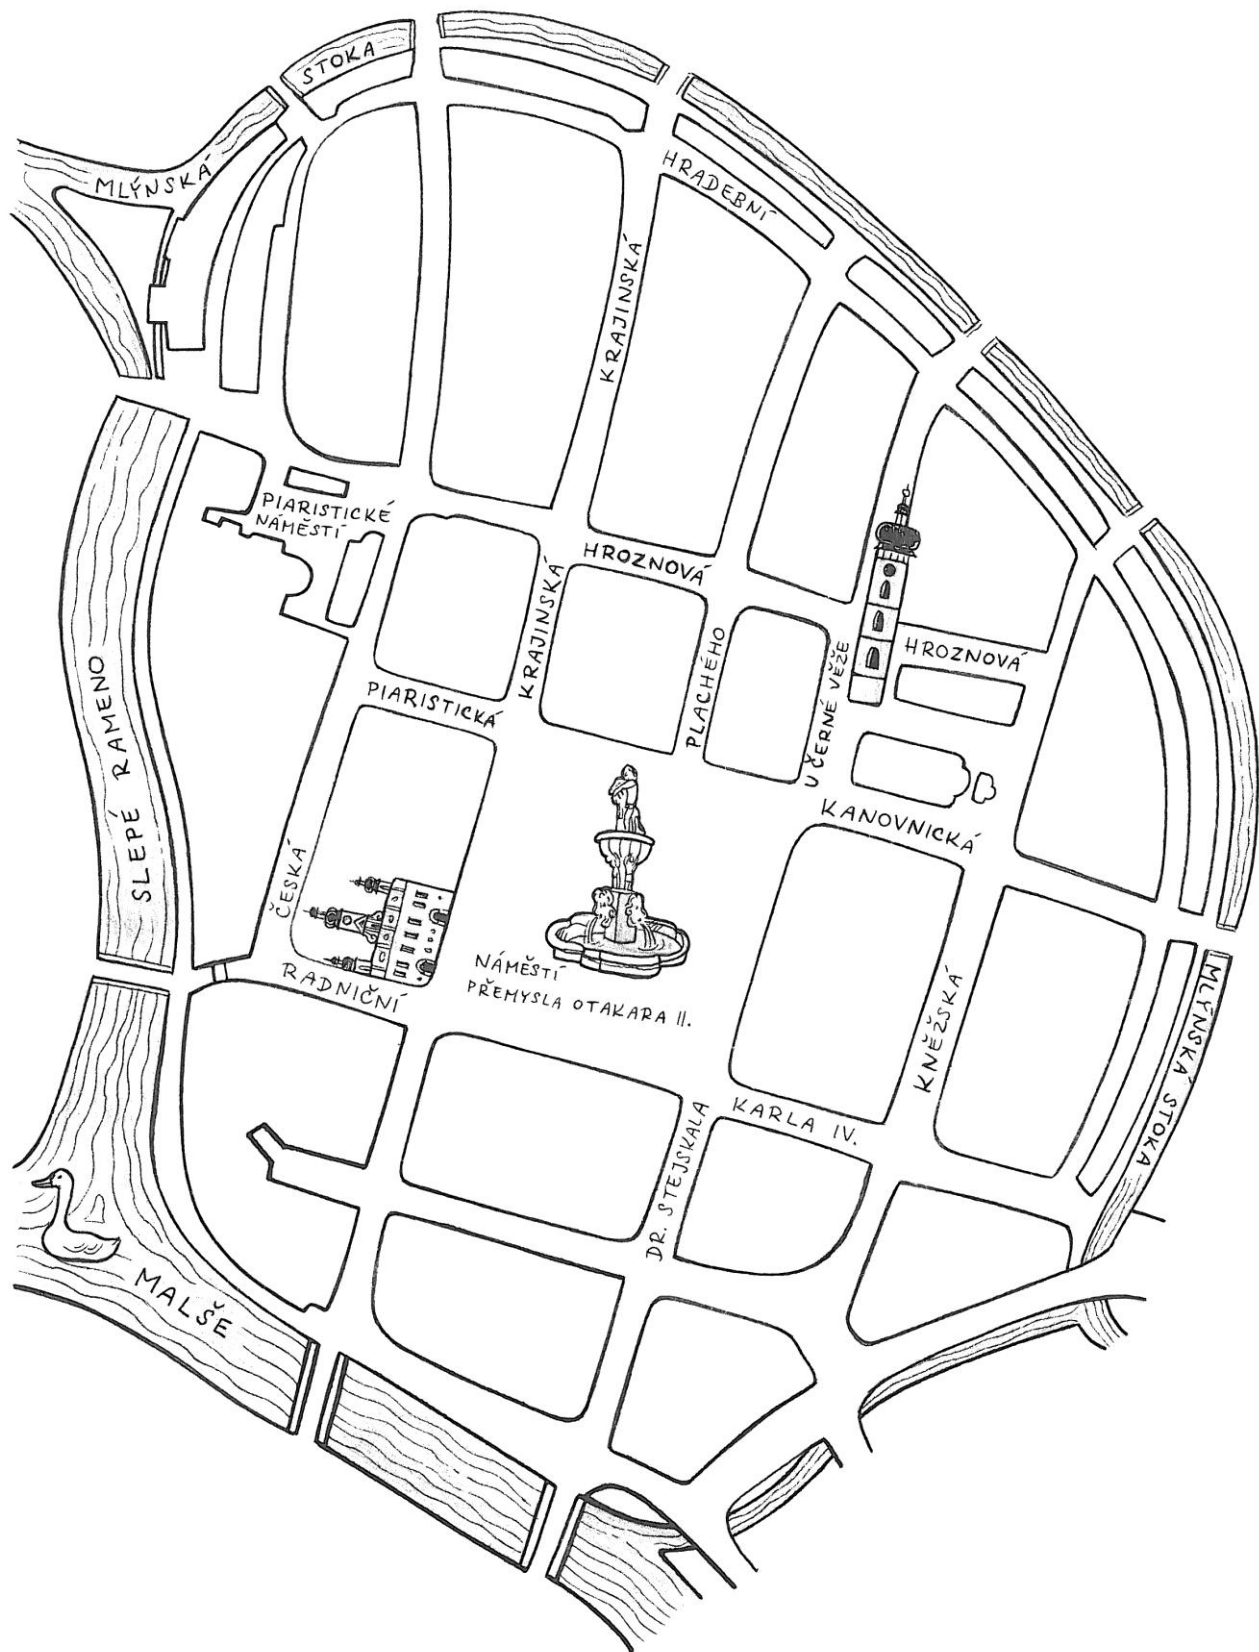 STOKA
MLÝNSKÁ
HRADEBNÍ
KRAJINSKÁ
PIARISTICKÉ
NÁMĚSTÍ
HROZNOVÁ
KRAJINSKÁ
PLACHÉHO
U ČERNÉ VĚŽE
HROZNOVÁ
PIARISTICKÁ
SLEPÉ RAMENO
KANOVNICKÁ
ČESKÁ
RADNIČNÍ
NÁMĚSTÍ
PŘEMYSLA OTAKARA II.
KNĚŽSKÁ
MLÝNSKÁ STOKA
KARLA IV.
DR. STEJSKALA
MALŠE